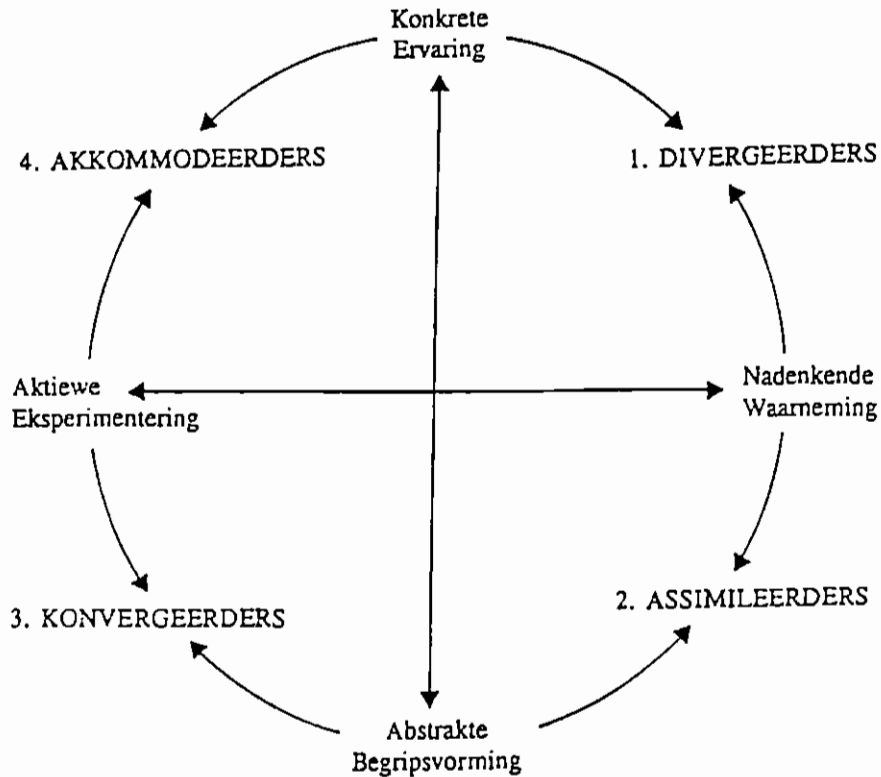 Konkrete
Ervaring
4. AKKOMMODEERDERS
1. DIVERGEERDERS
Aktiewe
Eksperimentering
Nadenkende
Waarneming
3. KONVERGEERDERS
2. ASSIMILEERDERS
Abstrakte
Begripsvorming